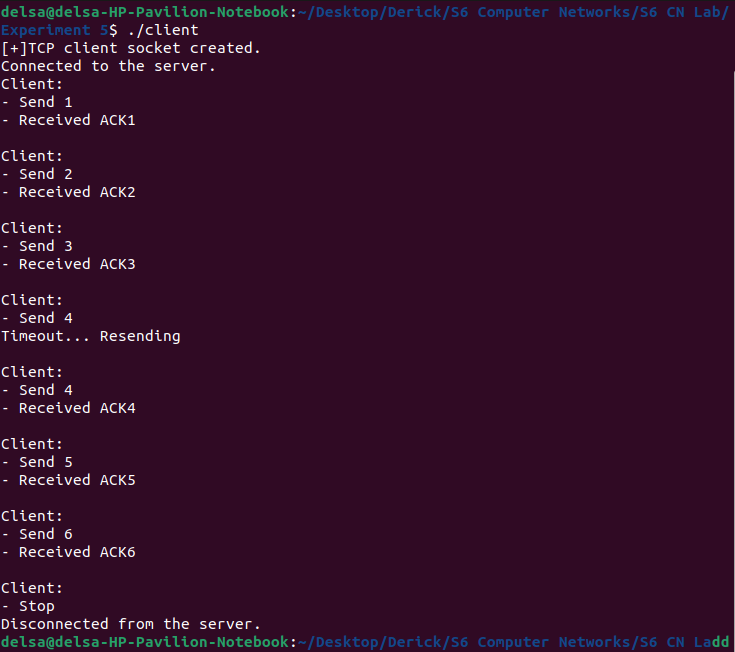 delsa@delsa-HP-Pavilion-Notebook:~/Desktop/Derick/S6 Computer Networks/S6 CN Lab/
Experiment 5$ ./client
[+]TCP client socket created.
Connected to the server.
Client:
- Send 1
- Received ACK1
Client:
- Send 2
- Received ACK2
Client:
- Send 3
- Received ACK3
Client:
- Send 4
Timeout... Resending
Client:
- Send 4
- Received ACK4
Client:
- Send 5
- Received ACK5
Client:
- Send 6
- Received ACK6
Client:
- Stop
Disconnected from the server.
delsa@delsa-HP-Pavilion-Notebook:~/Desktop/Derick/S6 Computer Networks/S6 CN Ladd